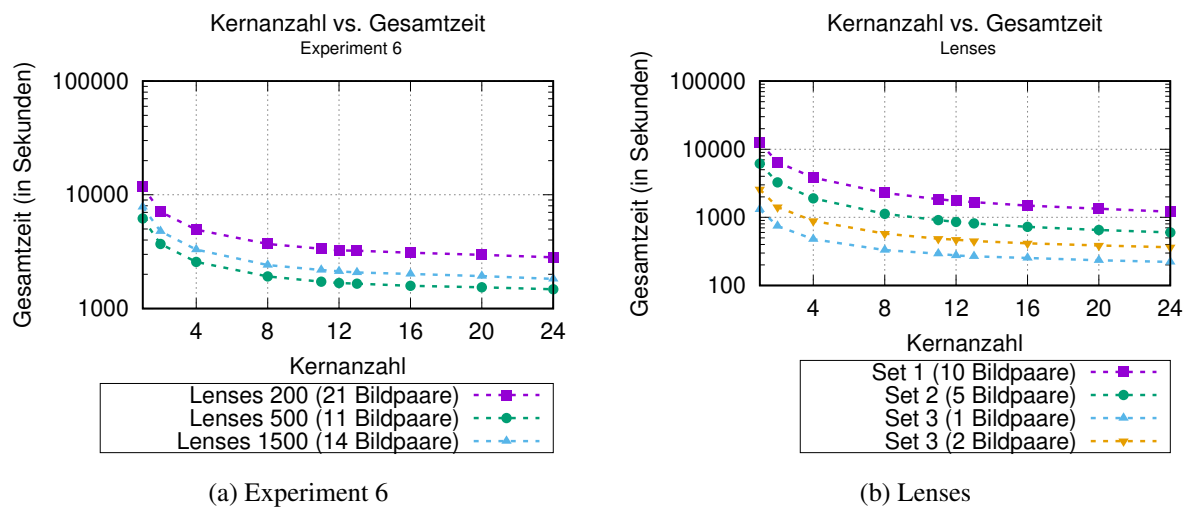 Kernanzahl vs. Gesamtzeit
Experiment 6
Gesamtzeit (in Sekunden)
100000
10000
1000
4 8 12 16 20 24
Kernanzahl
Lenses 200 (21 Bildpaare)
Lenses 500 (11 Bildpaare)
Lenses 1500 (14 Bildpaare)
(a) Experiment 6
Kernanzahl vs. Gesamtzeit
Lenses
Gesamtzeit (in Sekunden)
100000
10000
1000
100
4 8 12 16 20 24
Kernanzahl
Set 1 (10 Bildpaare)
Set 2 (5 Bildpaare)
Set 3 (1 Bildpaare)
Set 3 (2 Bildpaare)
(b) Lenses